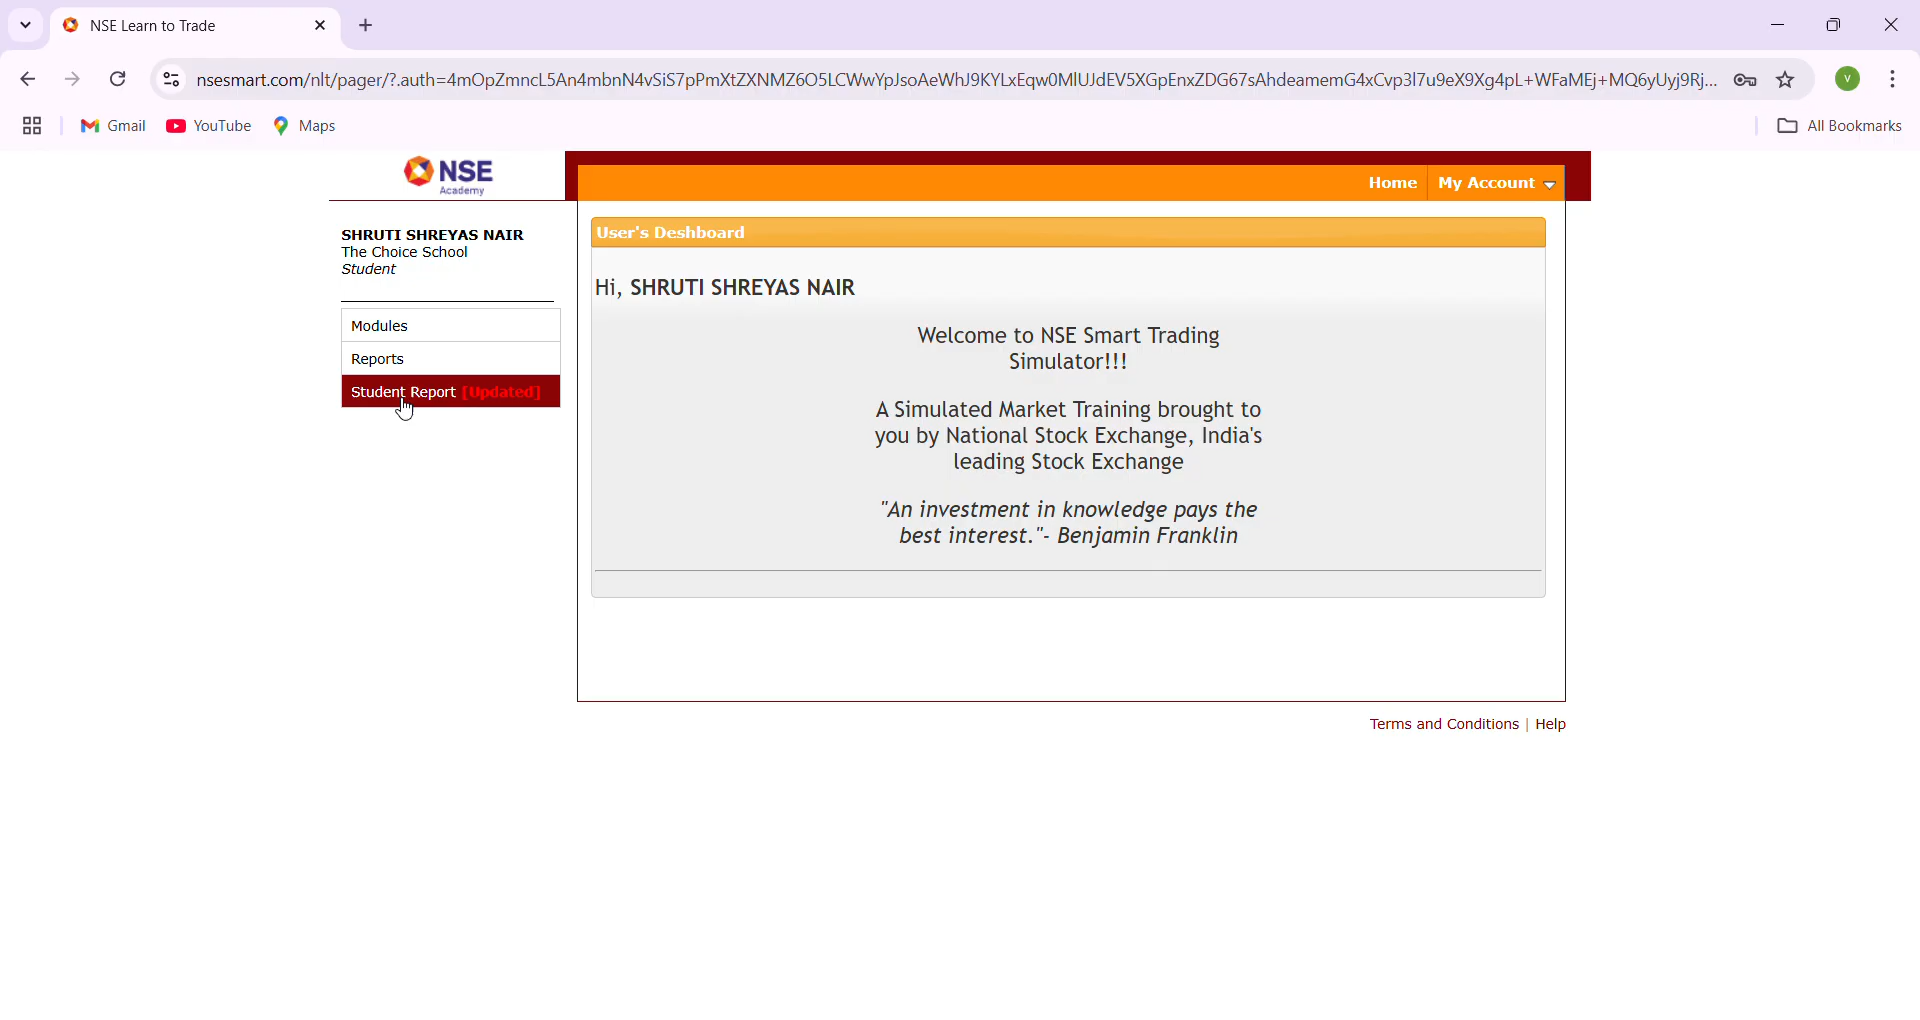 NSE Learn to Trade
nsesmart.com/nlt/pager/?.auth=4mOpZmncL5An4mbnN4vSiS7pPmXtZXNMZ6O5LCWwYpJsoAeWhJ9KYLxEqw0MlUJdEV5XGpEnxZDG67sAhdeamemG4xCvp3l7u9eX9Xg4pL+WFaMEj+MQ6yUyj9Rj...
V
Gmail
YouTube
Maps
All Bookmarks
NSE
Academy
Home
My Account
SHRUTI SHREYAS NAIR
The Choice School
Student
Modules
Reports
Student Report [Updated]
User's Deshboard
Hi, SHRUTI SHREYAS NAIR
Welcome to NSE Smart Trading
Simulator!!!
A Simulated Market Training brought to
you by National Stock Exchange, India's
leading Stock Exchange
"An investment in knowledge pays the
best interest."- Benjamin Franklin
Terms and Conditions | Help